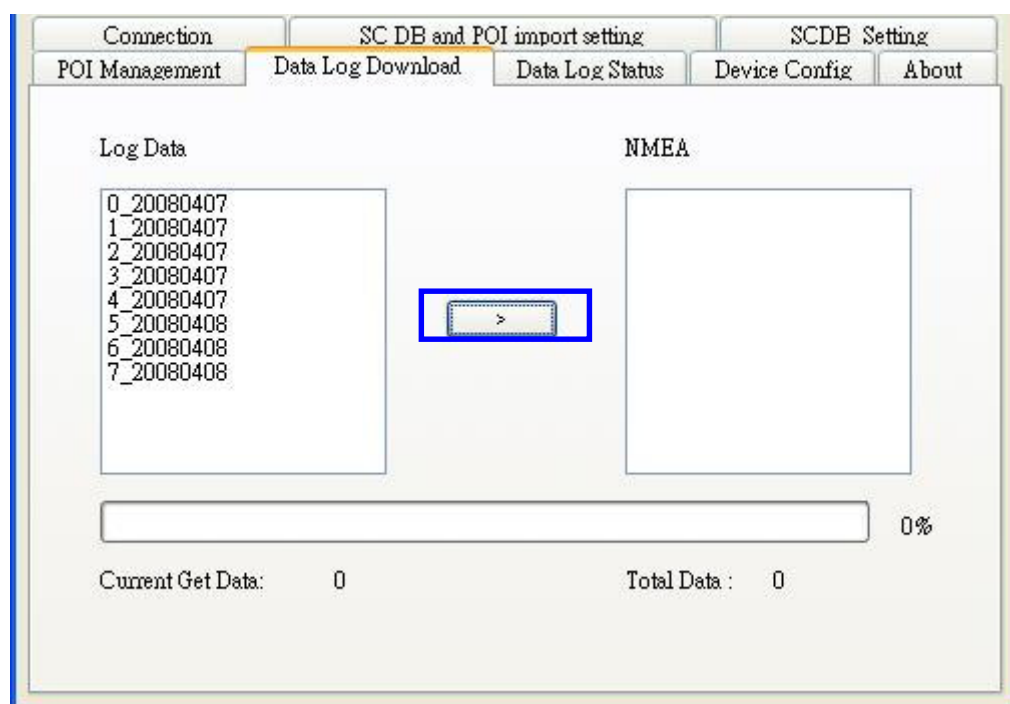 Connection SC DB and POI import setting SCDB Setting
POI Management Data Log Download Data Log Status Device Config About
Log Data NMEA
0_20080407
1_20080407
2_20080407
3_20080407
4_20080407
5_20080408
6_20080408
7_20080408
>
0%
Current Get Data: 0 Total Data : 0